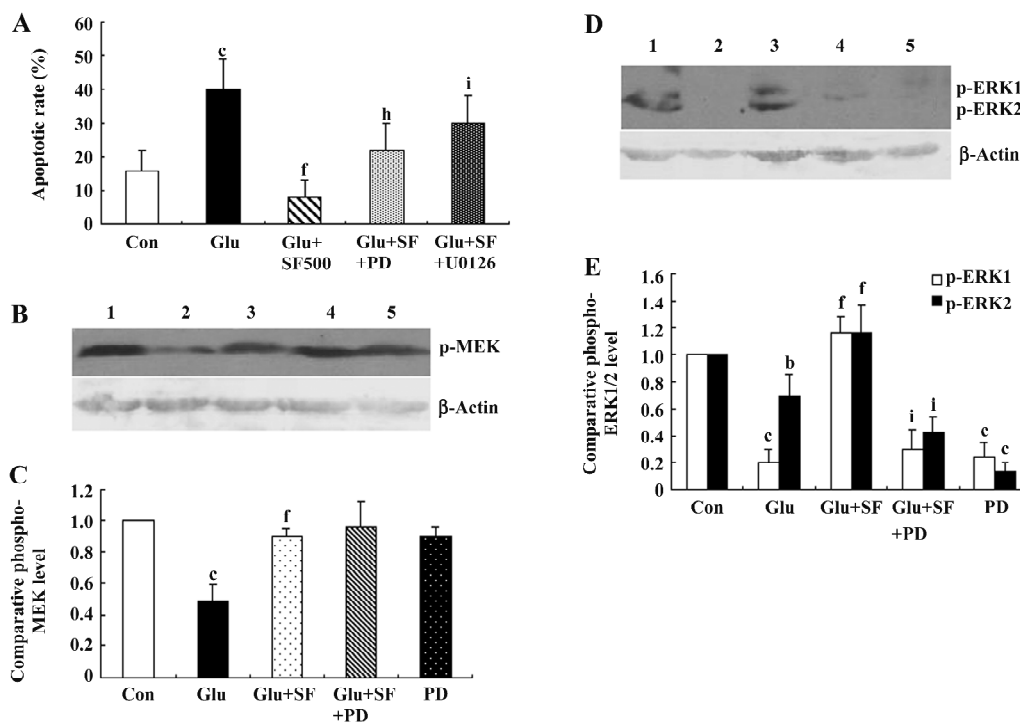 A
Apoptotic rate (%)
60
50
40
30
20
10
0
c
f
h
i
Con
Glu
Glu+
SF500
Glu+SF
+PD
Glu+SF
+U0126
B
1 2 3 4 5
p-MEK
β-Actin
C
Comparative phospho-
MEK level
1.2
1.0
0.8
0.6
0.4
0.2
0
c
f
Con
Glu
Glu+SF
Glu+SF
+PD
PD
D
1 2 3 4 5
p-ERK1
p-ERK2
β-Actin
E
Comparative phospho-
ERK1/2 level
1.6
1.4
1.2
1.0
0.8
0.6
0.4
0.2
0
p-ERK1
p-ERK2
c
b
f f
i i
c
c
Con
Glu
Glu+SF
Glu+SF
+PD
PD